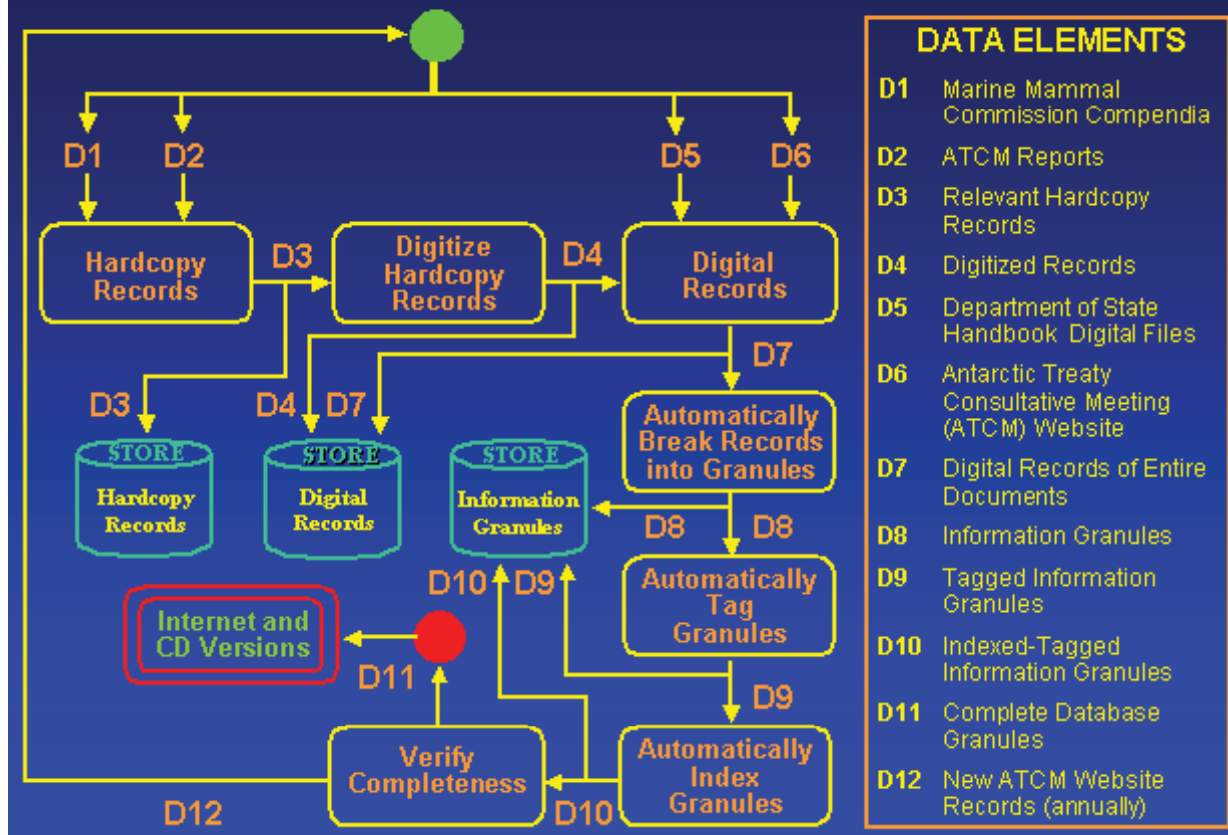 D1
D2
D5
D6
Hardcopy
Records
D3
Digitize
Hardcopy
Records
D4
Digital
Records
D7
D3
D4
D7
Automatically
Break Records
into Granules
STORE
Hardcopy
Records
STORE
Digital
Records
STORE
Information
Granules
D8
D8
D10
D9
Automatically
Tag
Granules
Internet and
CD Versions
D11
D9
Verify
Completeness
Automatically
Index
Granules
D12
D10
DATA ELEMENTS
D1 Marine Mammal
Commission Compendia
D2 ATCM Reports
D3 Relevant Hardcopy
Records
D4 Digitized Records
D5 Department of State
Handbook Digital Files
D6 Antarctic Treaty
Consultative Meeting
(ATCM) Website
D7 Digital Records of Entire
Documents
D8 Information Granules
D9 Tagged Information
Granules
D10 Indexed-Tagged
Information Granules
D11 Complete Database
Granules
D12 New ATCM Website
Records (annually)